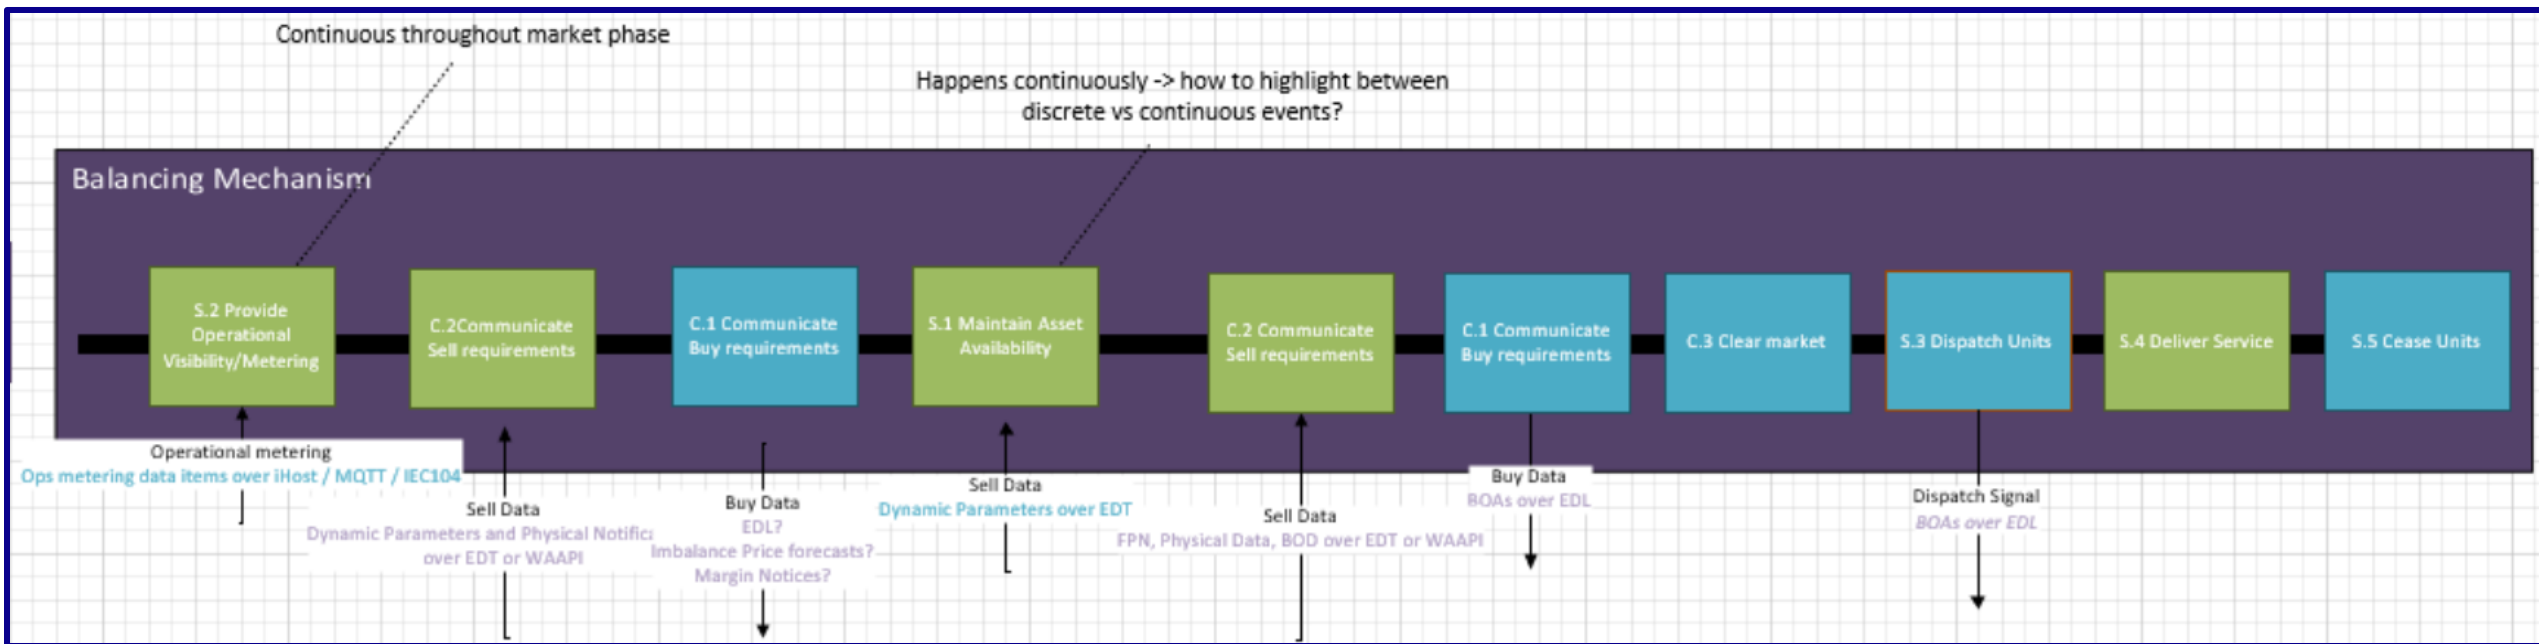 Continuous throughout market phase
Happens continuously -> how to highlight between
discrete vs continuous events?
Balancing Mechanism
S.2 Provide
Operational
Visibility/Metering
C.2Communicate
Sell requirements
C.1 Communicate
Buy requirements
S.1 Maintain Asset
Availability
C.2 Communicate
Sell requirements
C.1 Communicate
Buy requirements
C.3 Clear market
S.3 Dispatch Units
S.4 Deliver Service
S.5 Cease Units
Operational metering
Ops metering data items over iHost / MQTT / IEC104
Sell Data
Dynamic Parameters and Physical Notific
over EDT or WAAPI
Buy Data
EDL?
Imbalance Price forecasts?
Margin Notices?
Sell Data
Dynamic Parameters over EDT
Sell Data
FPN, Physical Data, BOD over EDT or WAAPI
Buy Data
BOAs over EDL
Dispatch Signal
BOAs over EDL